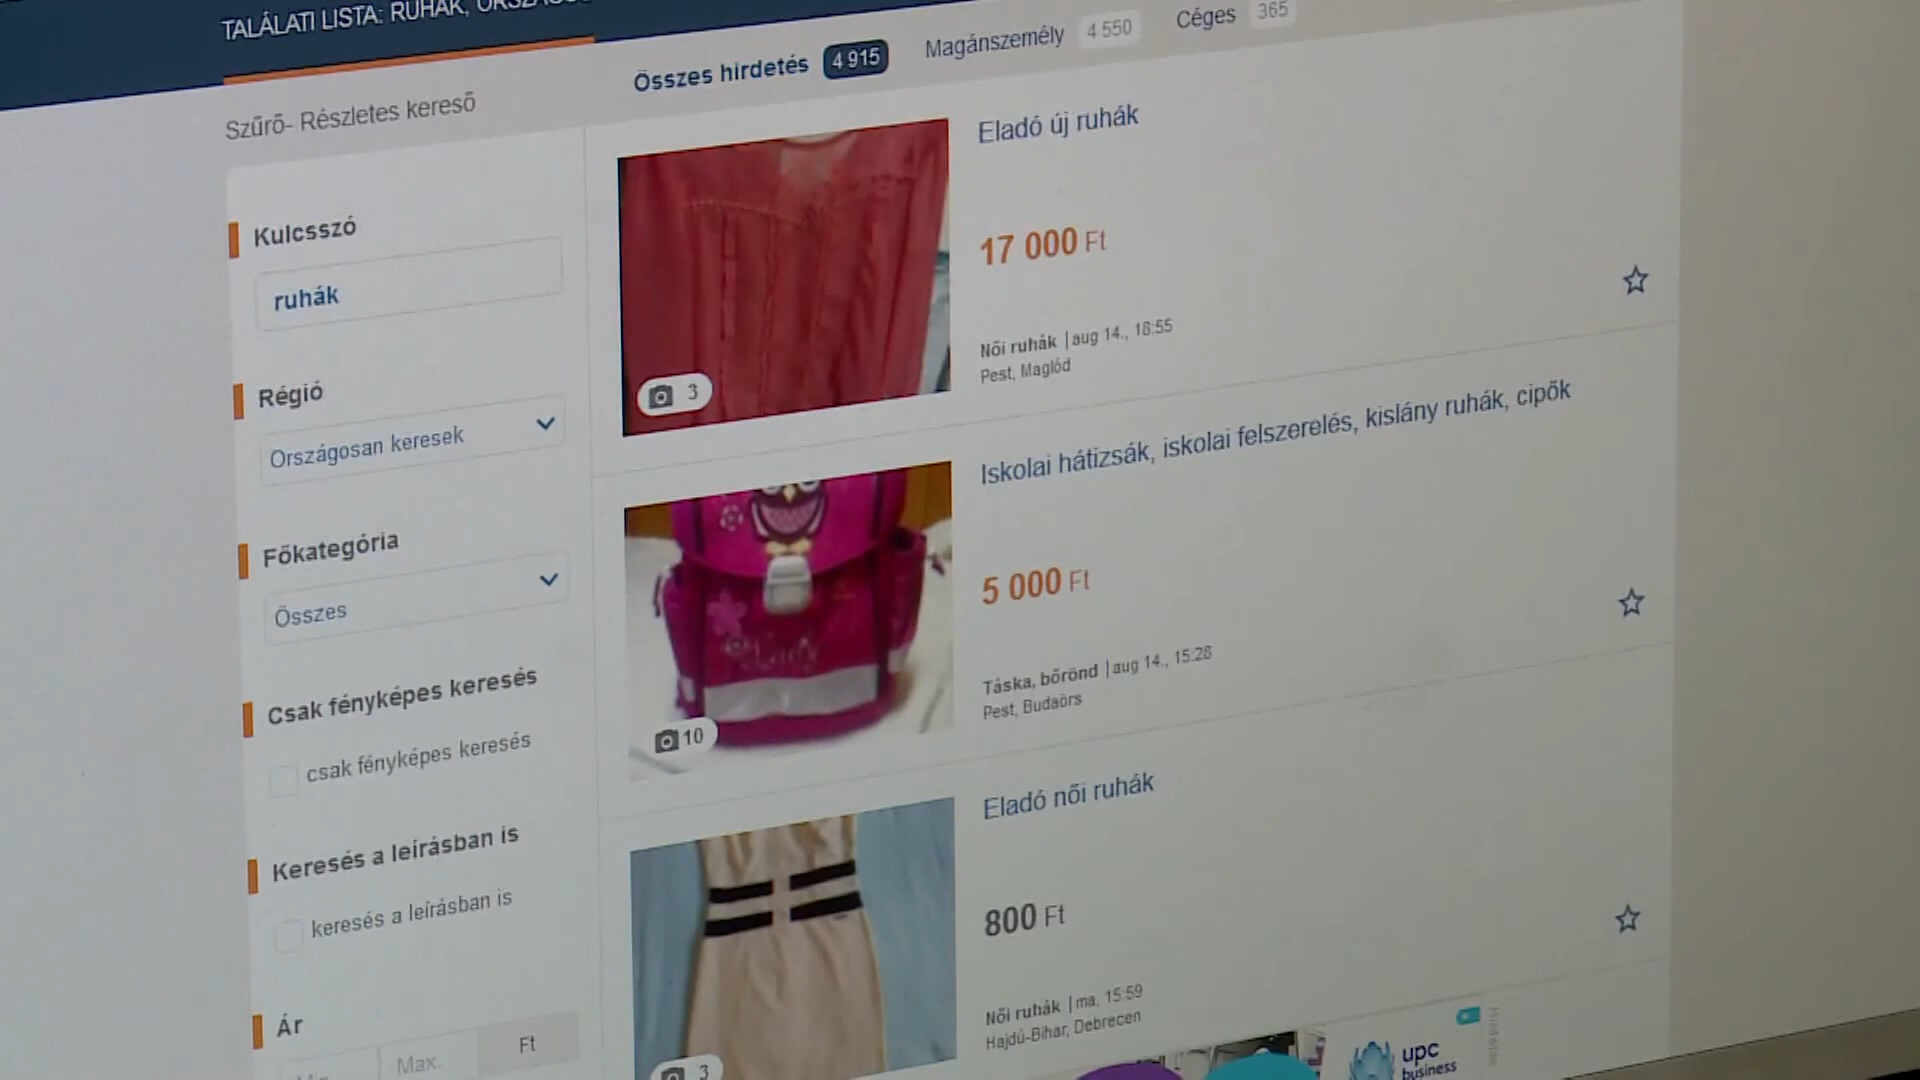 TALÁLATI LISTA: RUHÁK,
Összes hirdetés 4 915
Magánszemély 4 550
Céges 365
Szűrő- Részletes kereső
Kulcsszó
ruhák
Régió
Országosan keresek
Főkategória
Összes
Csak fényképes keresés
csak fényképes keresés
Keresés a leírásban is
keresés a leírásban is
Ár
Max.
Ft
3
Eladó új ruhák
17 000 Ft
Női ruhák | aug 14., 18:55
Pest, Maglód
10
Iskolai hátizsák, iskolai felszerelés, kislány ruhák, cipők
5 000 Ft
Táska, bőrönd | aug 14., 15:28
Pest, Budaörs
3
Eladó női ruhák
800 Ft
Női ruhák | ma, 15:59
Hajdú-Bihar, Debrecen
upc
business